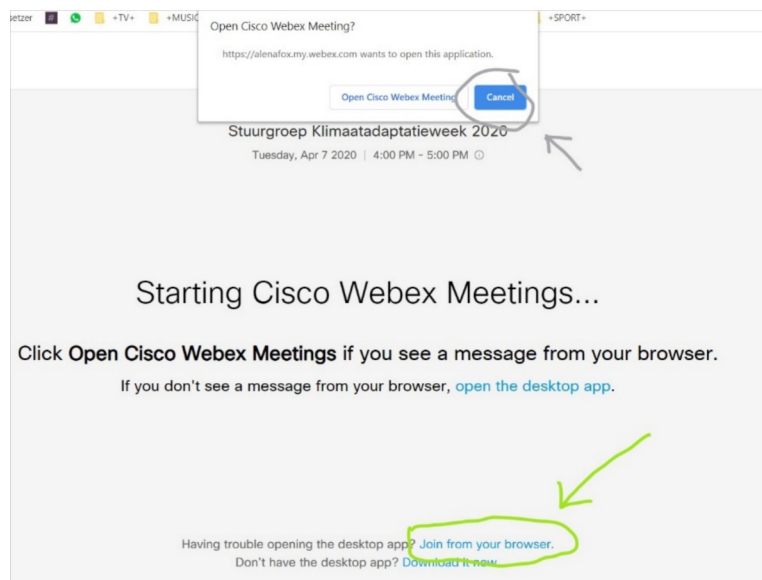 setzer +TV+ +MUSIC +SPORT+
Open Cisco Webex Meeting?
https://alenafox.my.webex.com wants to open this application.
Open Cisco Webex Meeting Cancel
Stuurgroep Klimaatadaptatieweek 2020
Tuesday, Apr 7 2020 | 4:00 PM - 5:00 PM
Starting Cisco Webex Meetings...
Click Open Cisco Webex Meetings if you see a message from your browser.
If you don't see a message from your browser, open the desktop app.
Having trouble opening the desktop app? Join from your browser.
Don't have the desktop app? Download it now.